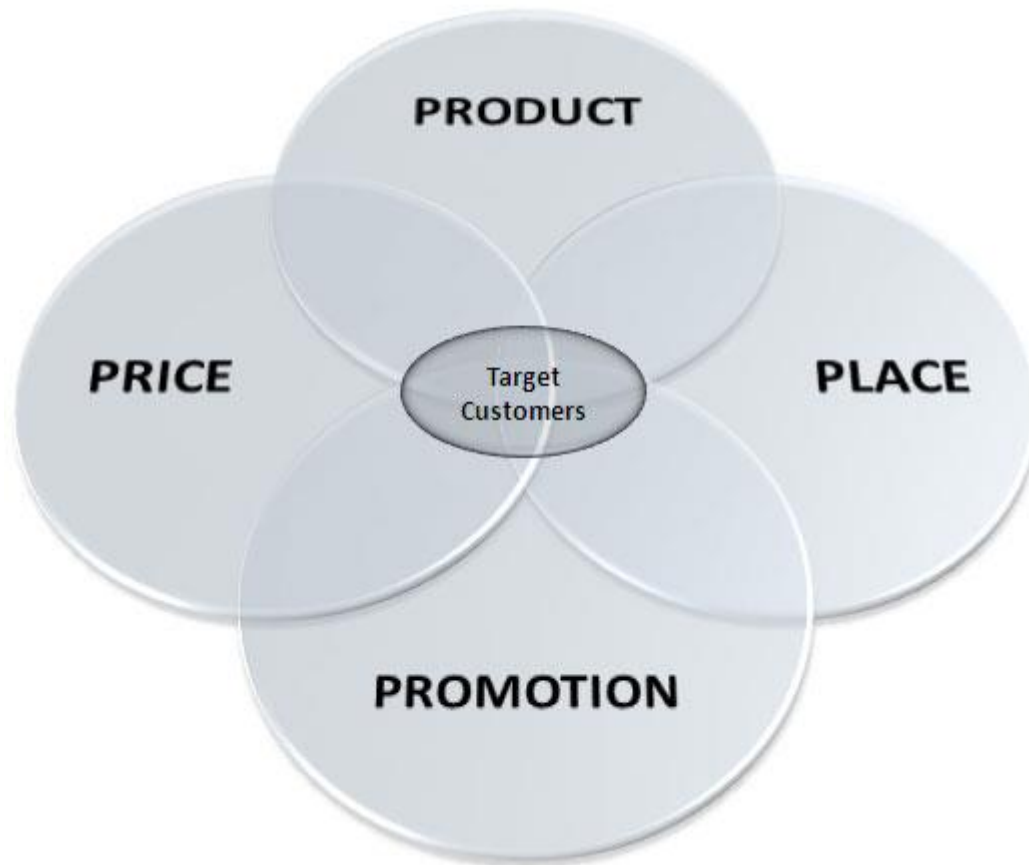 PRODUCT
PRICE
PLACE
Target
Customers
PROMOTION